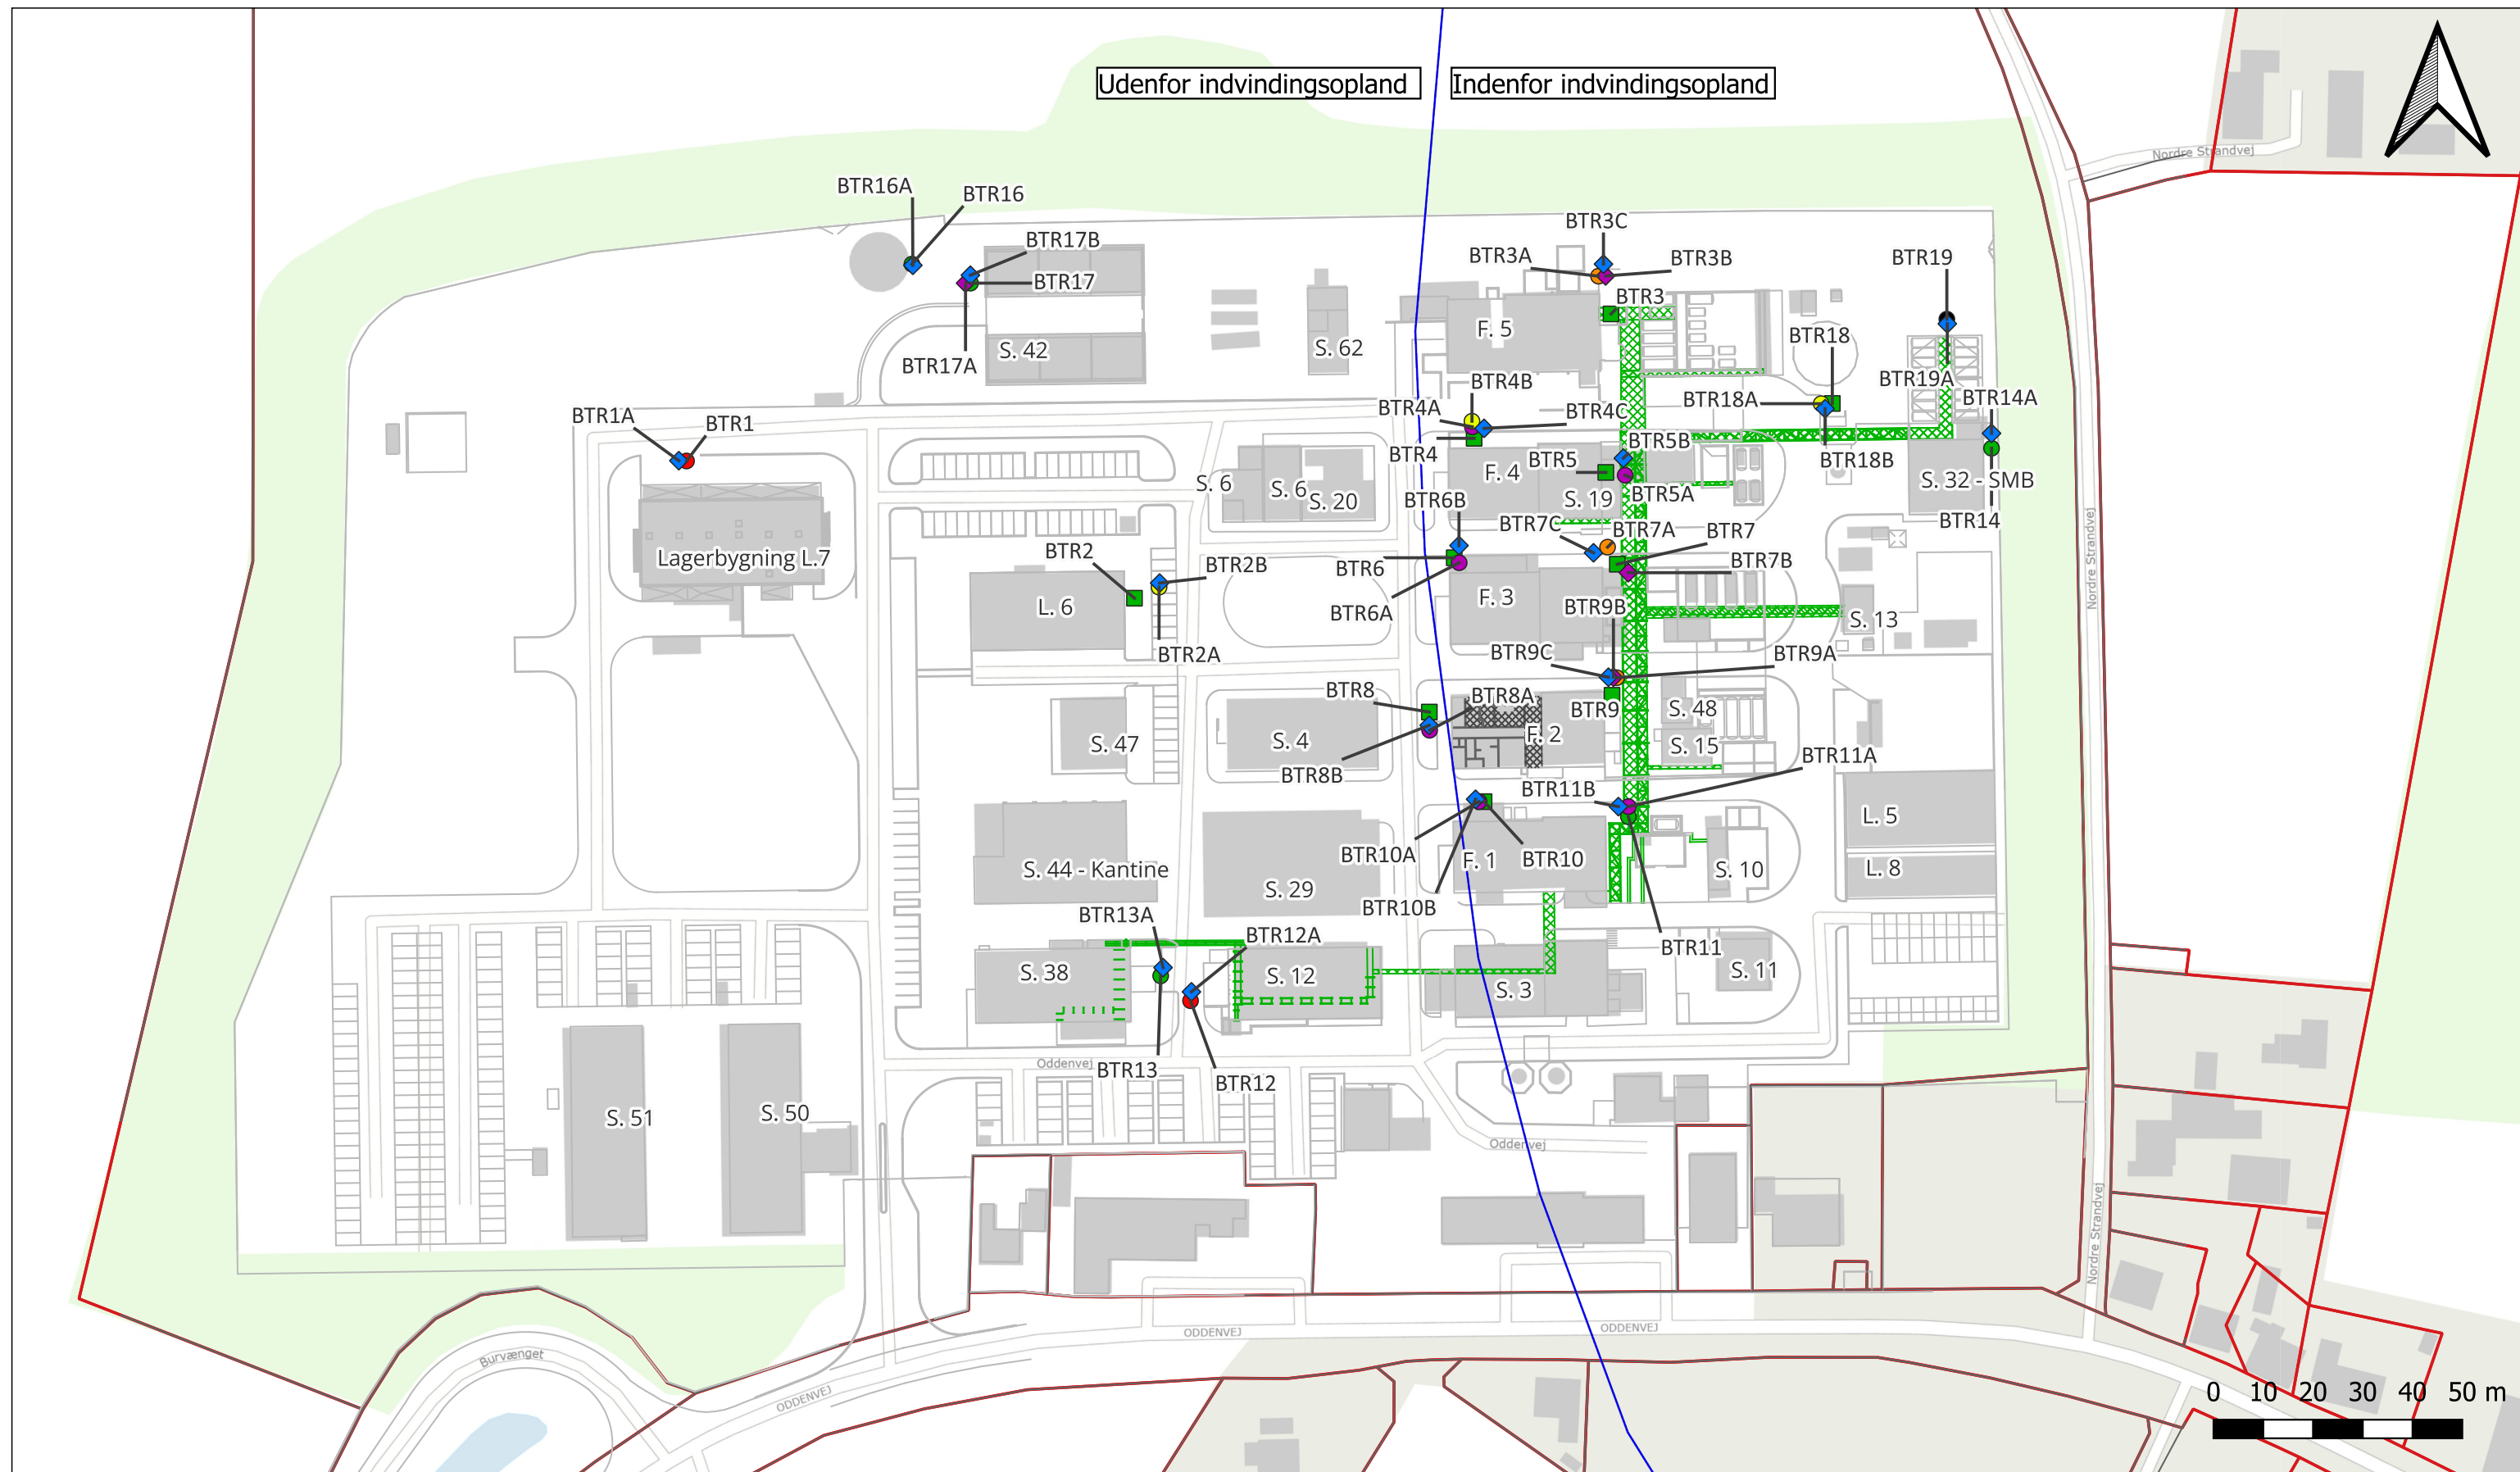 Udenfor indvindingsopland
Indenfor indvindingsopland
Nordre Strandvej
BTR16A
BTR16
BTR3C
BTR17B
BTR3A
BTR3B
BTR19
BTR17
BTR3
F. 5
BTR18
S. 42
S. 62
BTR17A
BTR4B
BTR19A
BTR18A
BTR14A
BTR1A
BTR1
BTR4A
BTR4C
BTR4
BTR5B
BTR5
BTR18B
F. 4
S. 6
S. 6
S. 20
S. 19
BTR5A
S. 32 - SMB
BTR6B
BTR14
BTR7C
BTR7A
BTR7
Lagerbygning L.7
BTR2
BTR2B
BTR6
BTR7B
Nordre Strandvej
L. 6
F. 3
BTR9B
BTR6A
S. 13
BTR2A
BTR9C
BTR9A
BTR8
BTR8A
BTR9
S. 48
S. 47
S. 4
F. 2
S. 15
BTR8B
BTR11B
BTR11A
L. 5
BTR10A
F. 1
BTR10
S. 44 - Kantine
S. 10
L. 8
S. 29
BTR10B
BTR13A
BTR12A
BTR11
S. 38
S. 12
S. 11
S. 3
Oddenvej
BTR13
BTR12
S. 51
S. 50
Oddenvej
Nordre Strandvej
ODDENVEJ
ODDENVEJ
Burvænget
ODDENVEJ
0 10 20 30 40 50 m